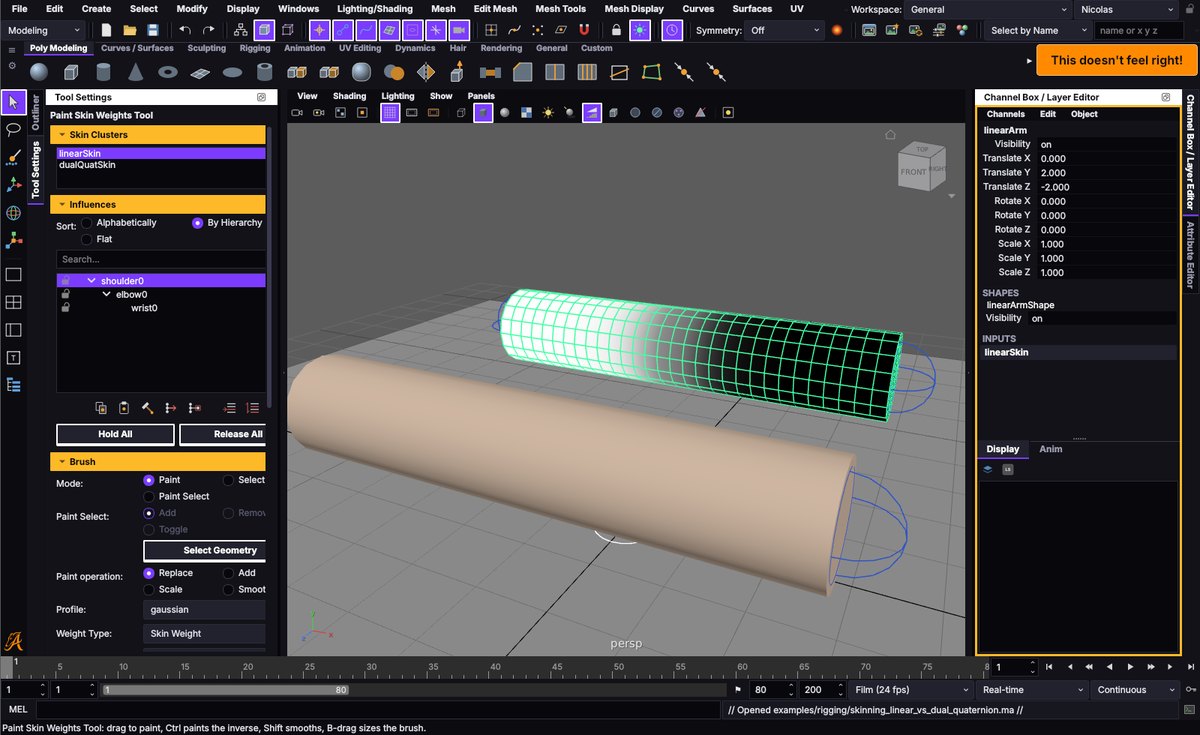 File Edit Create Select Modify Display Windows Lighting/Shading Mesh Edit Mesh Mesh Tools Mesh Display Curves Surfaces UV Workspace: General Nicolas
Modeling Symmetry: Off Select by Name name or x y z
Poly Modeling Curves / Surfaces Sculpting Rigging Animation UV Editing Dynamics Hair Rendering General Custom
This doesn't feel right!
Outliner
Tool Settings
Tool Settings
Paint Skin Weights Tool
Skin Clusters
linearSkin
dualQuatSkin
Influences
Sort: Alphabetically By Hierarchy
Flat
Search...
shoulder0
elbow0
wrist0
Hold All Release All
Brush
Mode: Paint Select
Paint Select
Paint Select: Add Remov
Toggle
Select Geometry
Paint operation: Replace Add
Scale Smoot
Profile: gaussian
Weight Type: Skin Weight
View Shading Lighting Show Panels
TOP
FRONT RIGHT
y
x
z
persp
Channel Box / Layer Editor
Channels Edit Object
linearArm
Visibility on
Translate X 0.000
Translate Y 2.000
Translate Z -2.000
Rotate X 0.000
Rotate Y 0.000
Rotate Z 0.000
Scale X 1.000
Scale Y 1.000
Scale Z 1.000
SHAPES
linearArmShape
Visibility on
INPUTS
linearSkin
Display Anim
LS
Channel Box / Layer Editor
Attribute Editor
1 5 10 15 20 25 30 35 40 45 50 55 60 65 70 75 8 1
1 1 1 80 80 200 Film (24 fps) Real-time Continuous
MEL // Opened examples/rigging/skinning_linear_vs_dual_quaternion.ma //
Paint Skin Weights Tool: drag to paint, Ctrl paints the inverse, Shift smooths, B-drag sizes the brush.